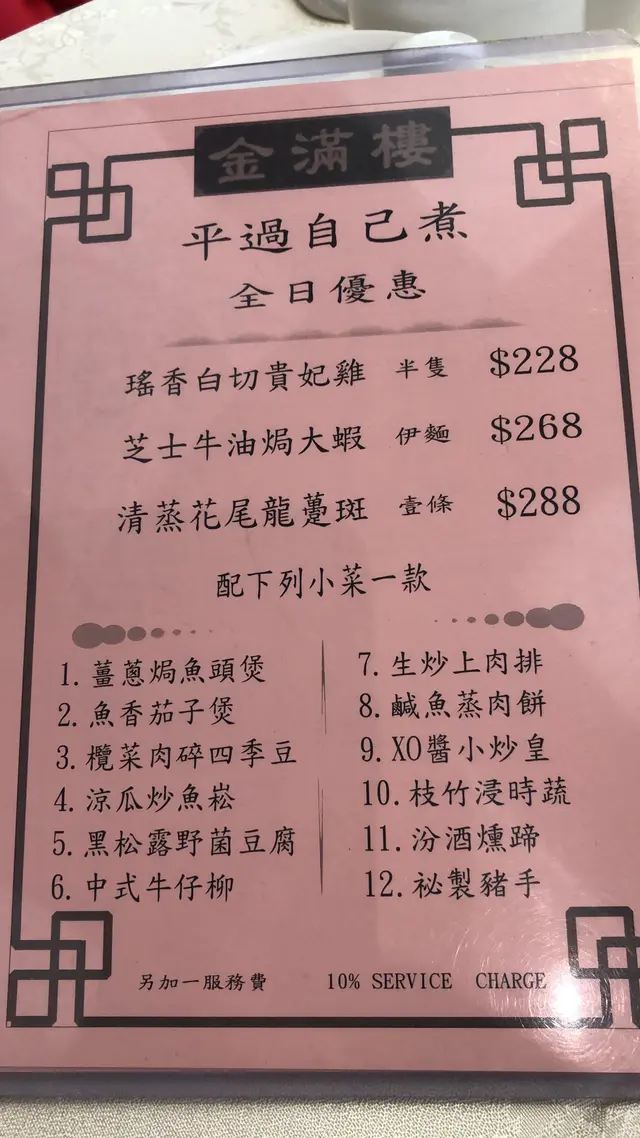 金滿樓
平過自己煮
全日優惠
瑤香白切貴妃雞 半隻 $228
芝士牛油焗大蝦 伊麵 $268
清蒸花尾龍躉斑 壹條 $288
配下列小菜一款
1. 薑蔥焗魚頭煲
2. 魚香茄子煲
3. 欖菜肉碎四季豆
4. 涼瓜炒魚崧
5. 黑松露野菌豆腐
6. 中式牛仔柳
7. 生炒上肉排
8. 鹹魚蒸肉餅
9. XO醬小炒皇
10. 枝竹浸時蔬
11. 汾酒燻蹄
12. 祕製豬手
另加一服務費 10% SERVICE CHARGE